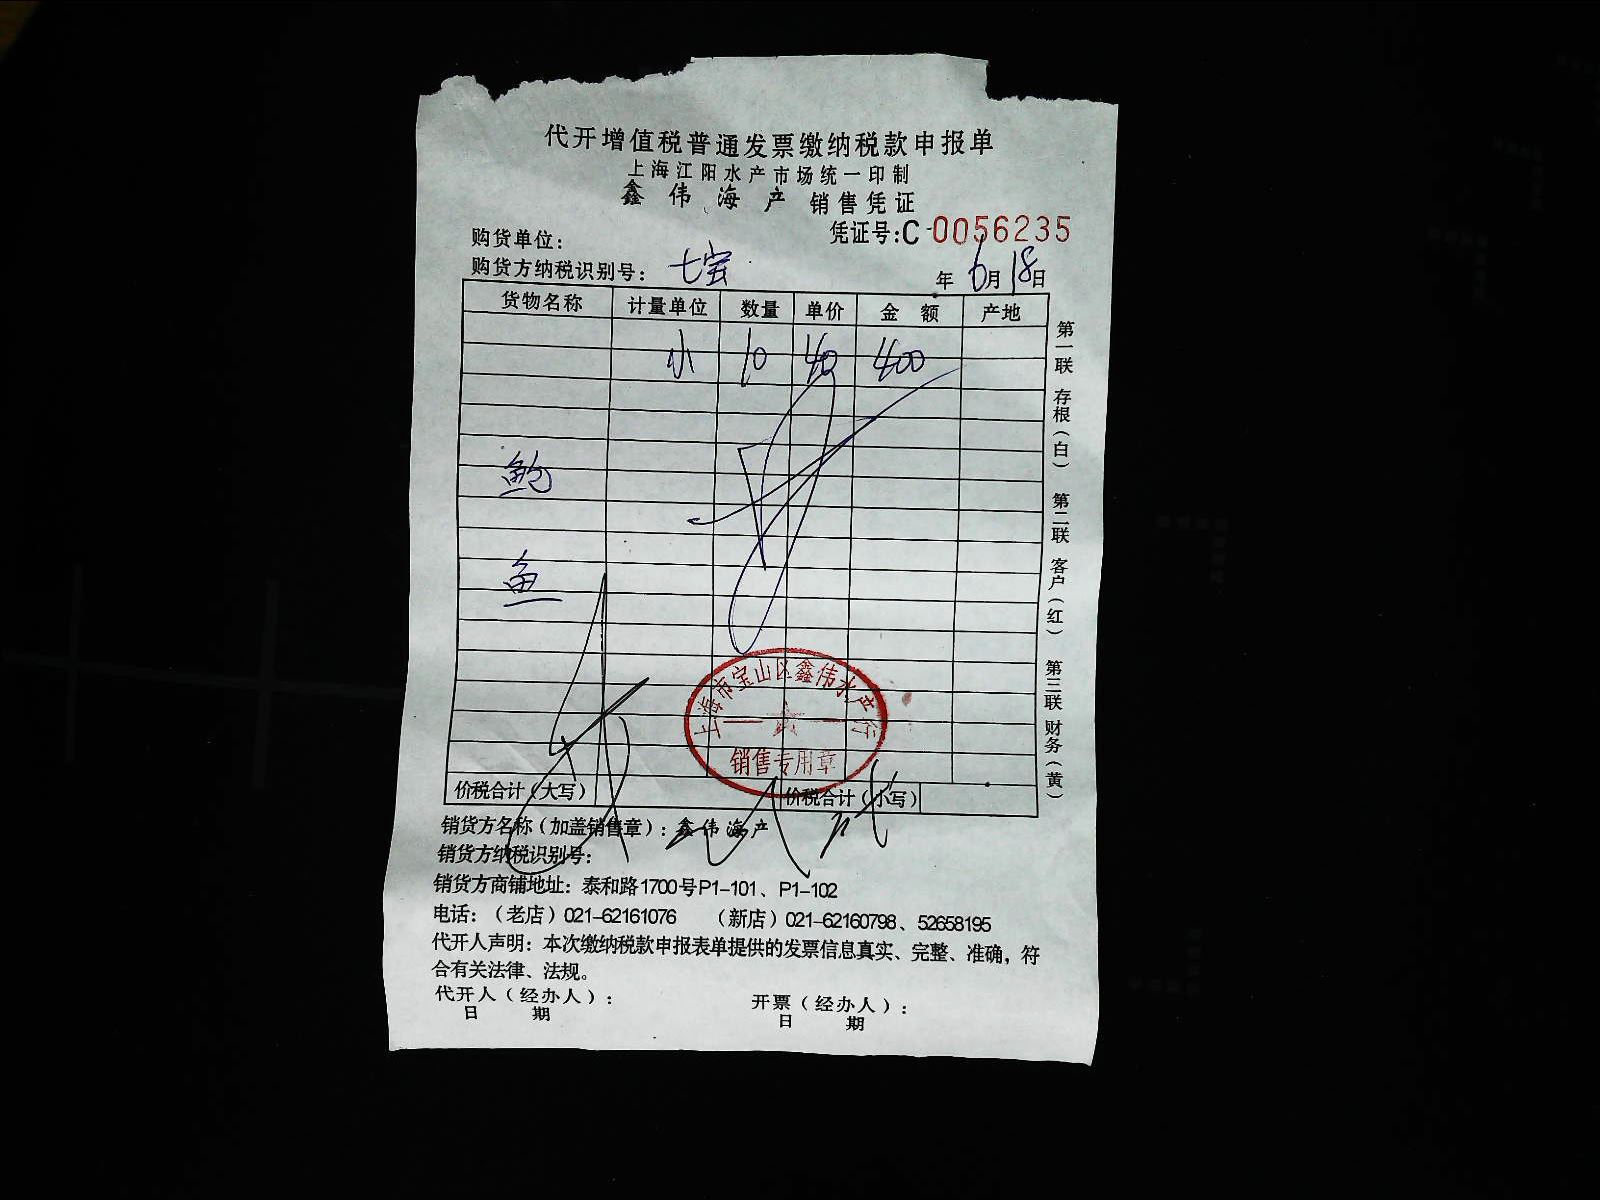 代开增值税普通发票缴纳税款申报单
上海江阳水产市场统一印制
鑫伟海产 销售凭证
凭证号:C-0056235
购货单位:
购货方纳税识别号: 七宝 年6月18日
货物名称 计量单位 数量 单价 金额 产地
小 10 40 400
鲍
鱼
上海市宝山区鑫伟水产行
销售专用章
价税合计(大写) 价税合计(小写)
销货方名称(加盖销售章):鑫伟海产
销货方纳税识别号:
销货方商铺地址:泰和路1700号P1-101、P1-102
电话:(老店)021-62161076 (新店)021-62160798、52658195
代开人声明:本次缴纳税款申报表单提供的发票信息真实、完整、准确,符
合有关法律、法规。
代开人(经办人): 开票(经办人):
日期 日期
第一联 存根(白) 第二联 客户(红) 第三联 财务(黄)